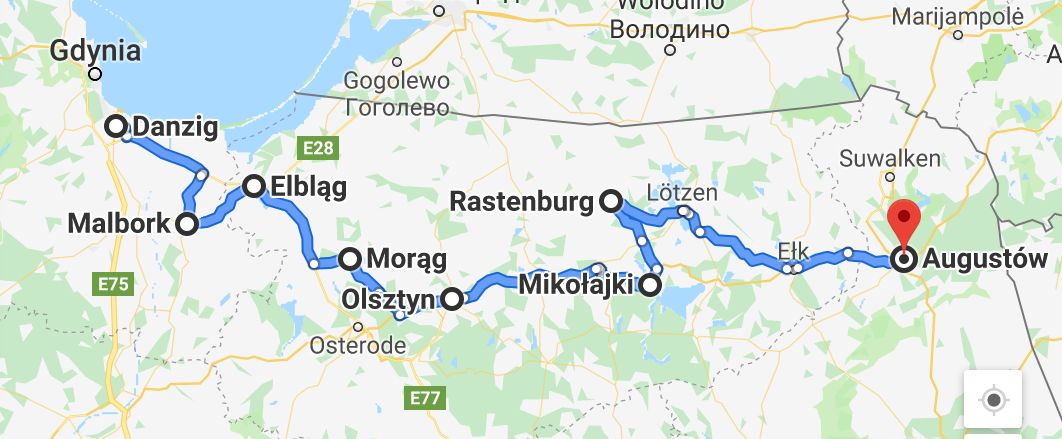 Wolodino
Володино
Marijampolė
Gdynia
Gogolewo
Гоголево
Danzig
E28
Suwalken
Elbląg
Lötzen
Rastenburg
Malbork
Ełk
Morąg
Augustów
E75
Mikołajki
Olsztyn
Osterode
E77